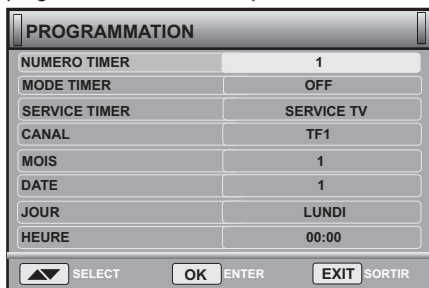 PROGRAMMATION
NUMERO TIMER 1
MODE TIMER OFF
SERVICE TIMER SERVICE TV
CANAL TF1
MOIS 1
DATE 1
JOUR LUNDI
HEURE 00:00
SELECT OK ENTER EXIT SORTIR